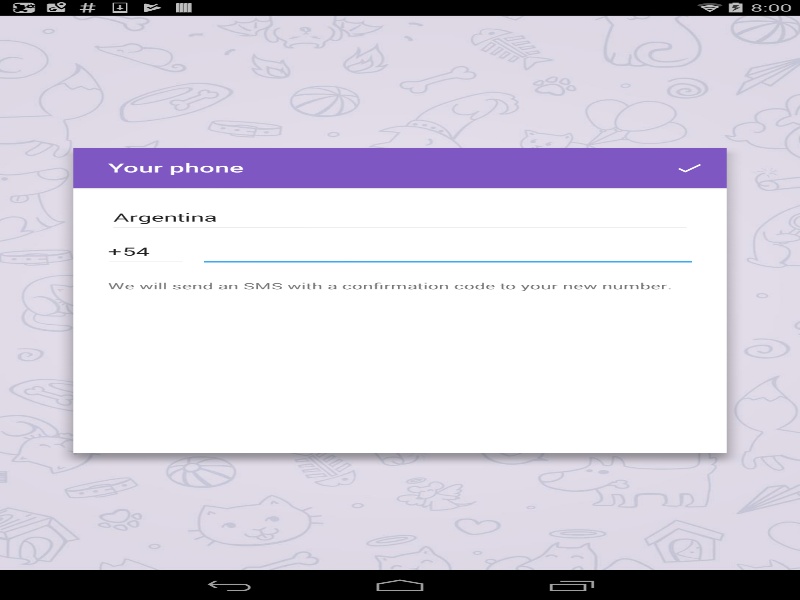 8:00
Your phone
Argentina
+54
We will send an SMS with a confirmation code to your new number.